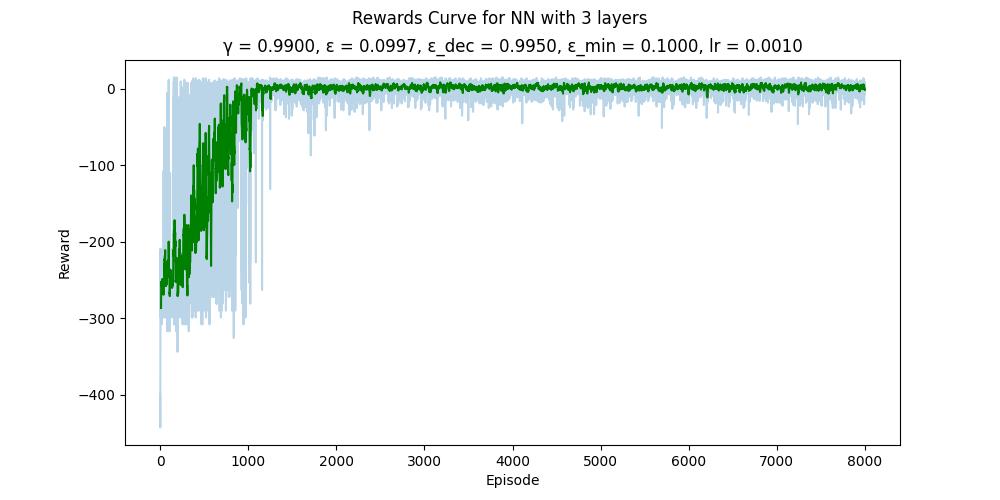 Rewards Curve for NN with 3 layers
γ = 0.9900, ε = 0.0997, ε_dec = 0.9950, ε_min = 0.1000, lr = 0.0010
0
−100
−200
−300
−400
Reward
0 1000 2000 3000 4000 5000 6000 7000 8000
Episode